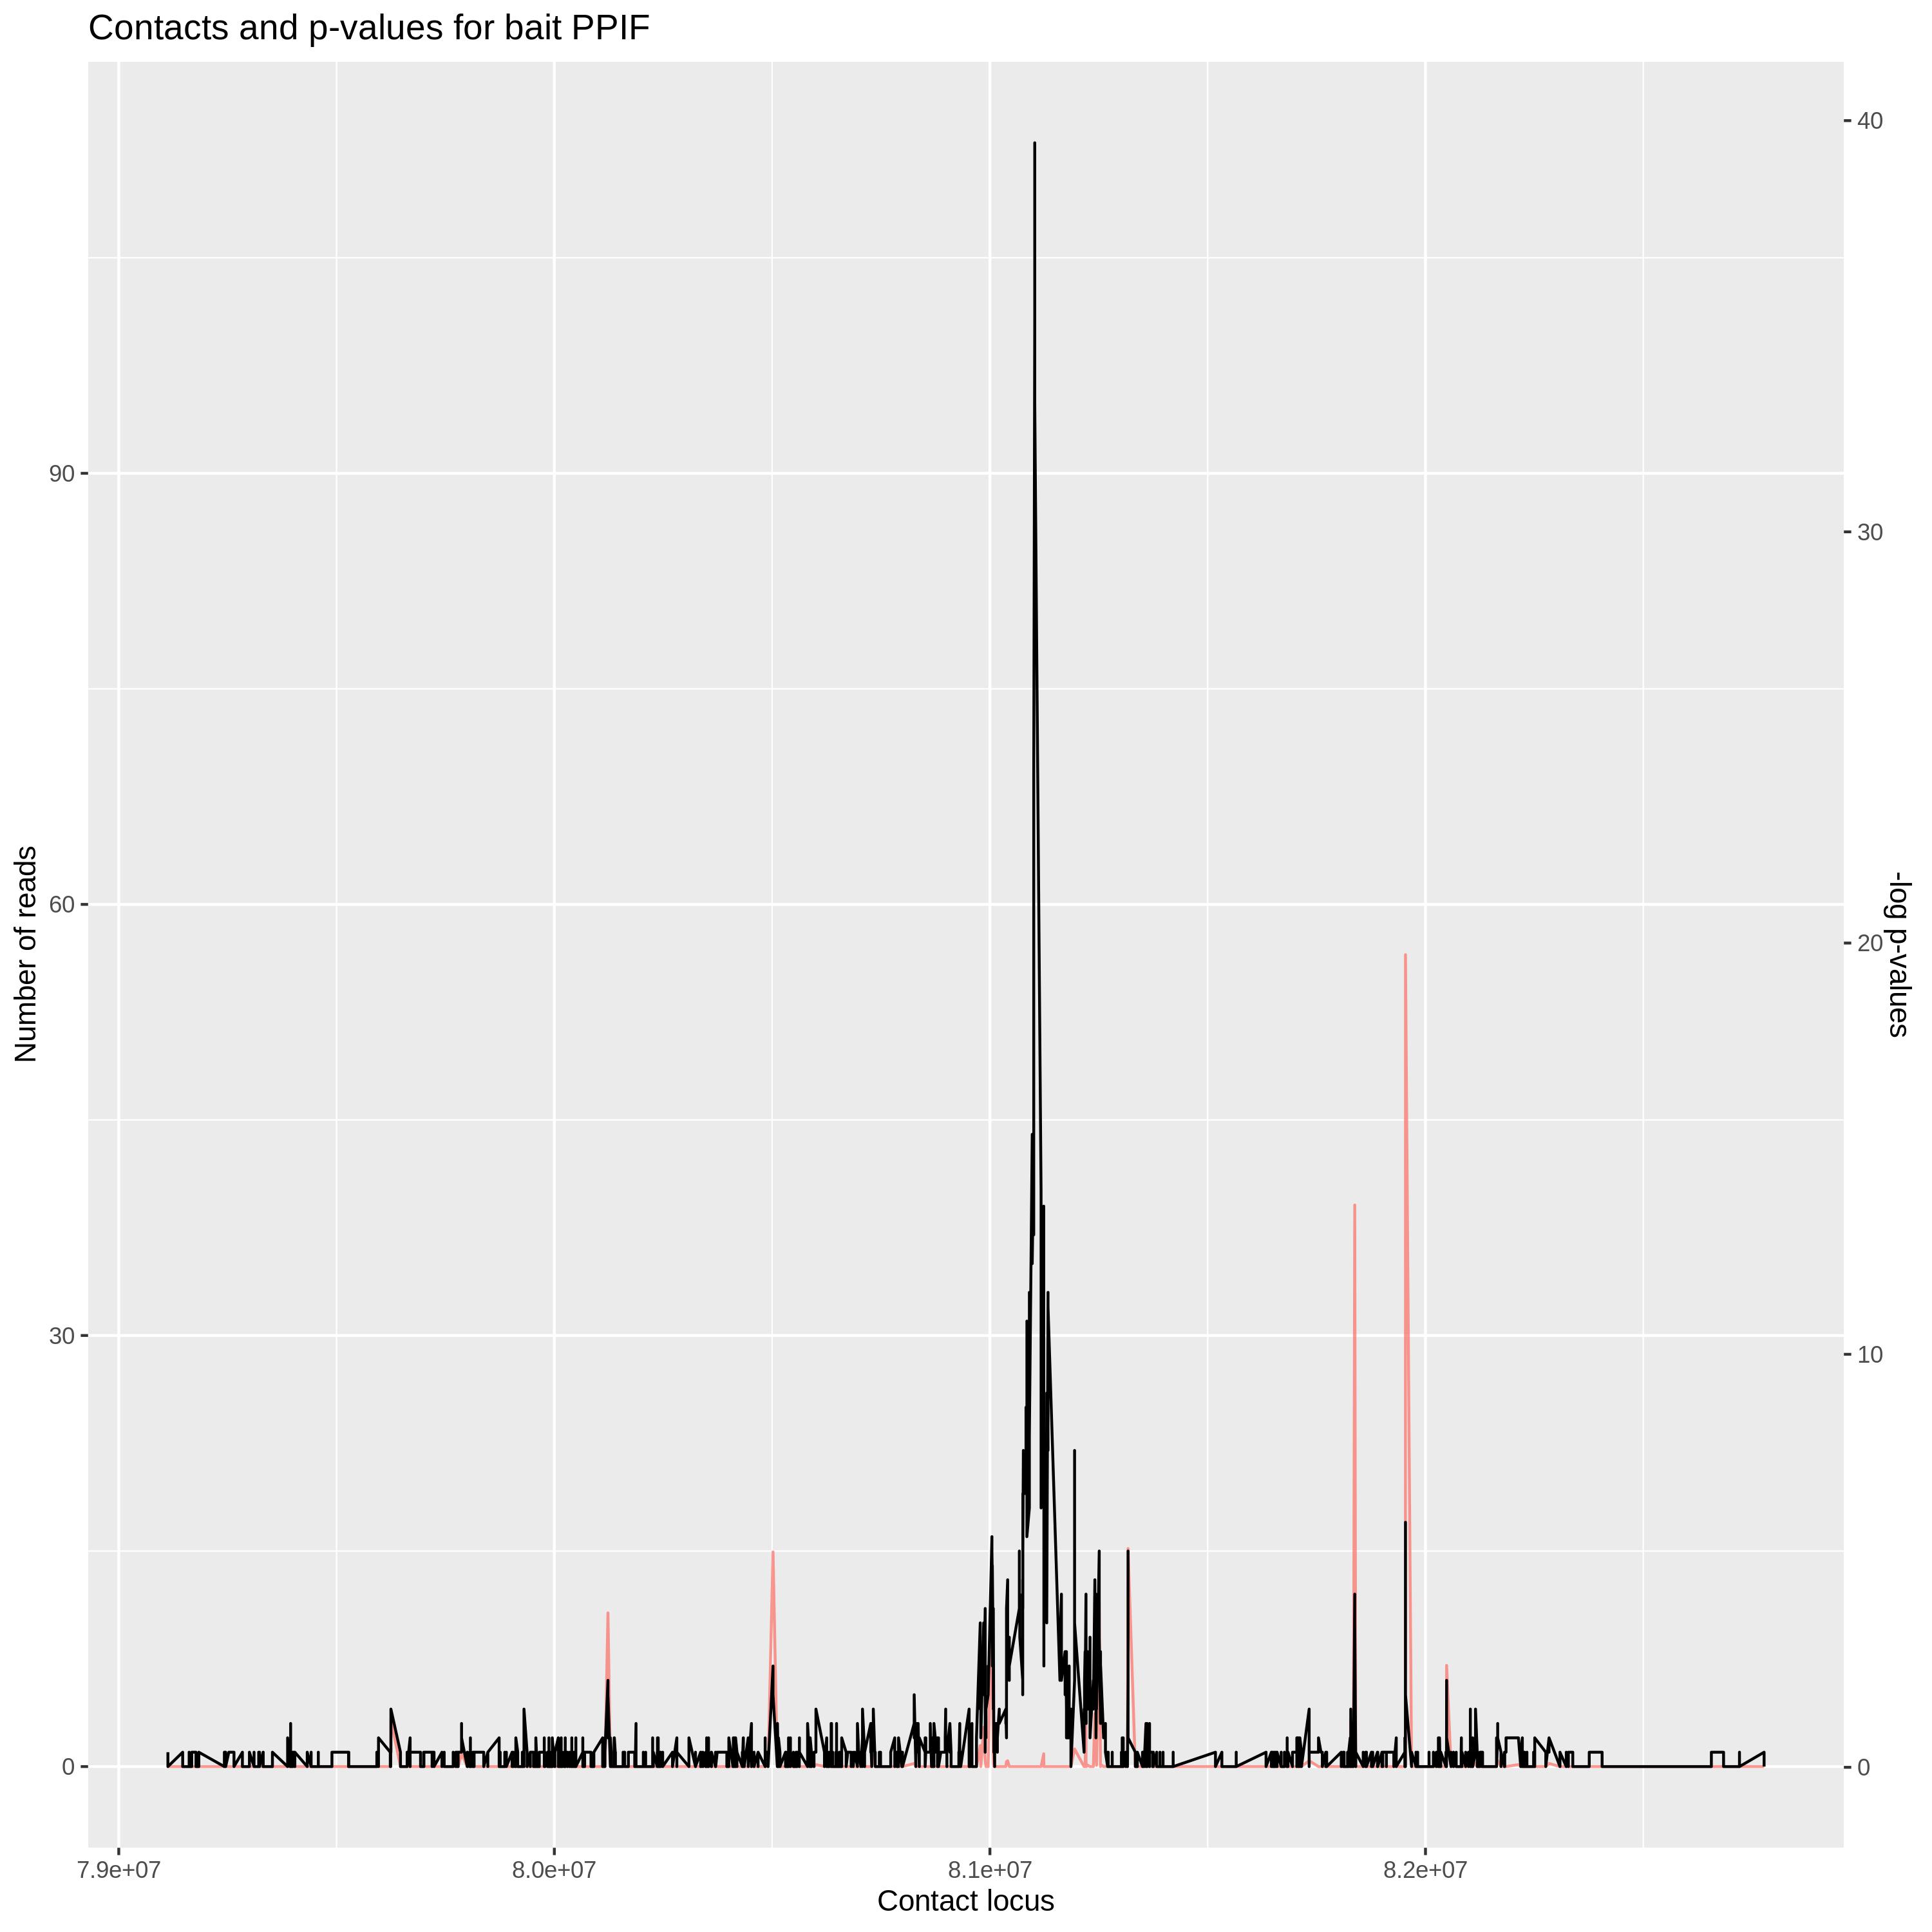 Contacts and p-values for bait PPIF
Number of reads
90
60
30
0
40
30
20
10
0
-log p-values
7.9e+07
8.0e+07
8.1e+07
8.2e+07
Contact locus